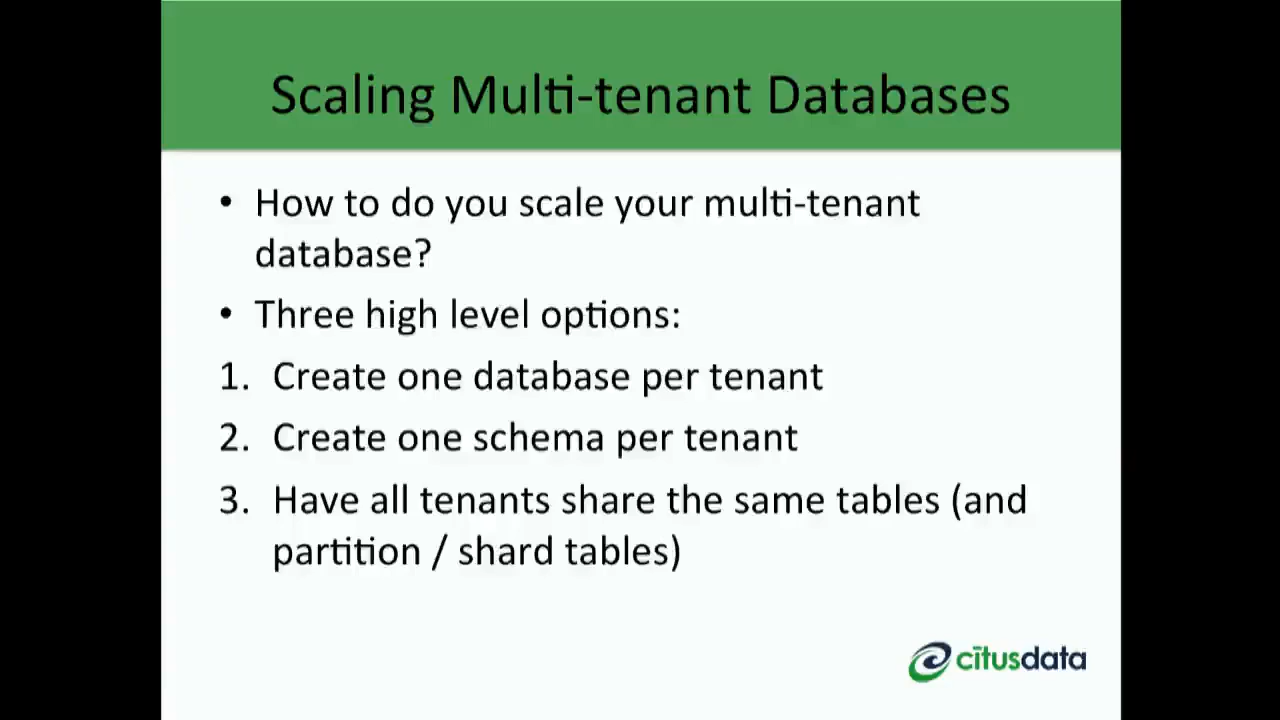 Scaling Multi-tenant Databases
• How to do you scale your multi-tenant
database?
• Three high level options:
1. Create one database per tenant
2. Create one schema per tenant
3. Have all tenants share the same tables (and
partition / shard tables)
citusdata